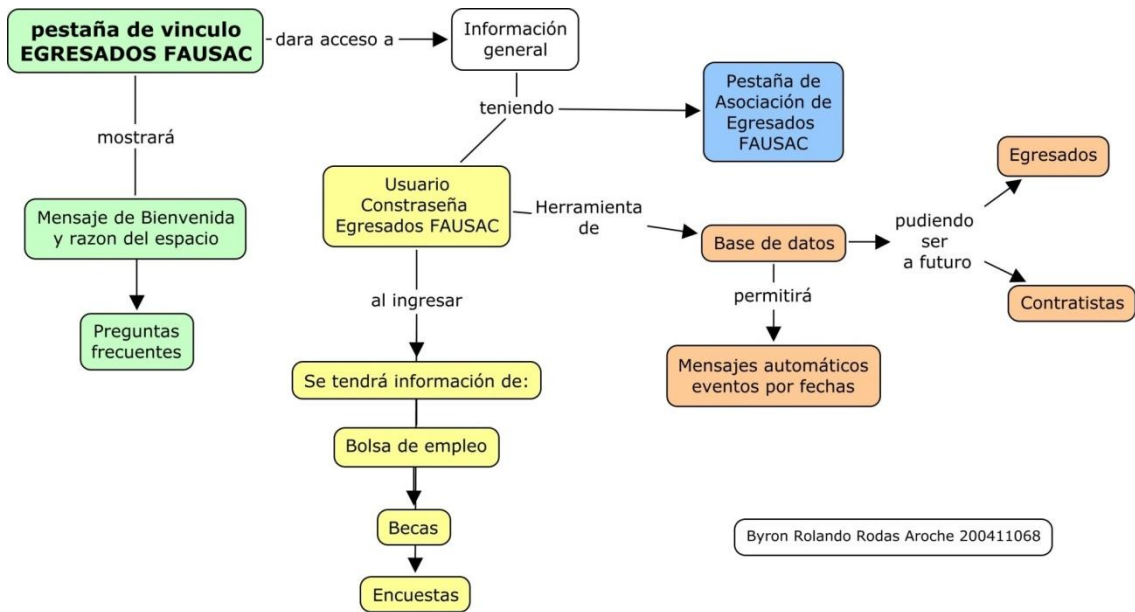 pestaña de vinculo
EGRESADOS FAUSAC
dara acceso a
Información
general
teniendo
Pestaña de
Asociación de
Egresados
FAUSAC
mostrará
Mensaje de Bienvenida
y razon del espacio
Preguntas
frecuentes
Usuario
Constraseña
Egresados FAUSAC
Herramienta
de
Base de datos
pudiendo
ser
a futuro
Egresados
Contratistas
permitirá
Mensajes automáticos
eventos por fechas
al ingresar
Se tendrá información de:
Bolsa de empleo
Becas
Encuestas
Byron Rolando Rodas Aroche 200411068